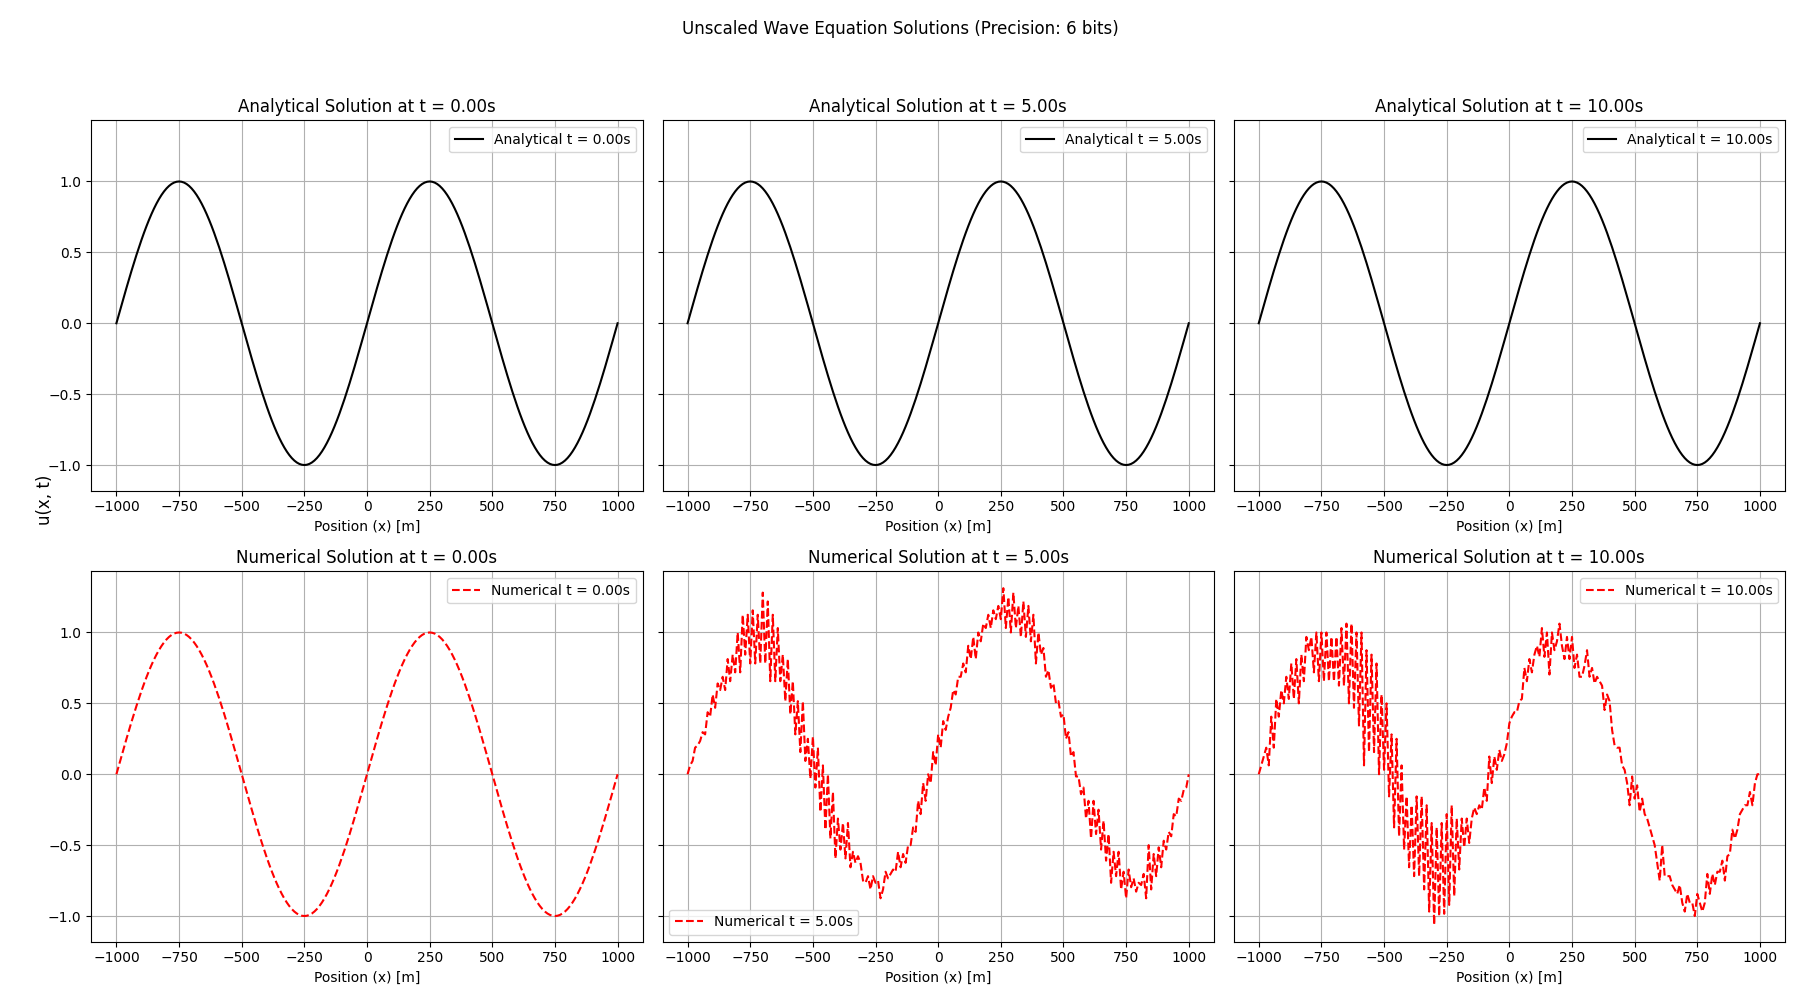 Unscaled Wave Equation Solutions (Precision: 6 bits)
u(x, t)
Analytical Solution at t = 0.00s
Analytical t = 0.00s
1.0
0.5
0.0
−0.5
−1.0
−1000 −750 −500 −250 0 250 500 750 1000
Position (x) [m]
Analytical Solution at t = 5.00s
Analytical t = 5.00s
−1000 −750 −500 −250 0 250 500 750 1000
Position (x) [m]
Analytical Solution at t = 10.00s
Analytical t = 10.00s
−1000 −750 −500 −250 0 250 500 750 1000
Position (x) [m]
Numerical Solution at t = 0.00s
Numerical t = 0.00s
1.0
0.5
0.0
−0.5
−1.0
−1000 −750 −500 −250 0 250 500 750 1000
Position (x) [m]
Numerical Solution at t = 5.00s
Numerical t = 5.00s
−1000 −750 −500 −250 0 250 500 750 1000
Position (x) [m]
Numerical Solution at t = 10.00s
Numerical t = 10.00s
−1000 −750 −500 −250 0 250 500 750 1000
Position (x) [m]